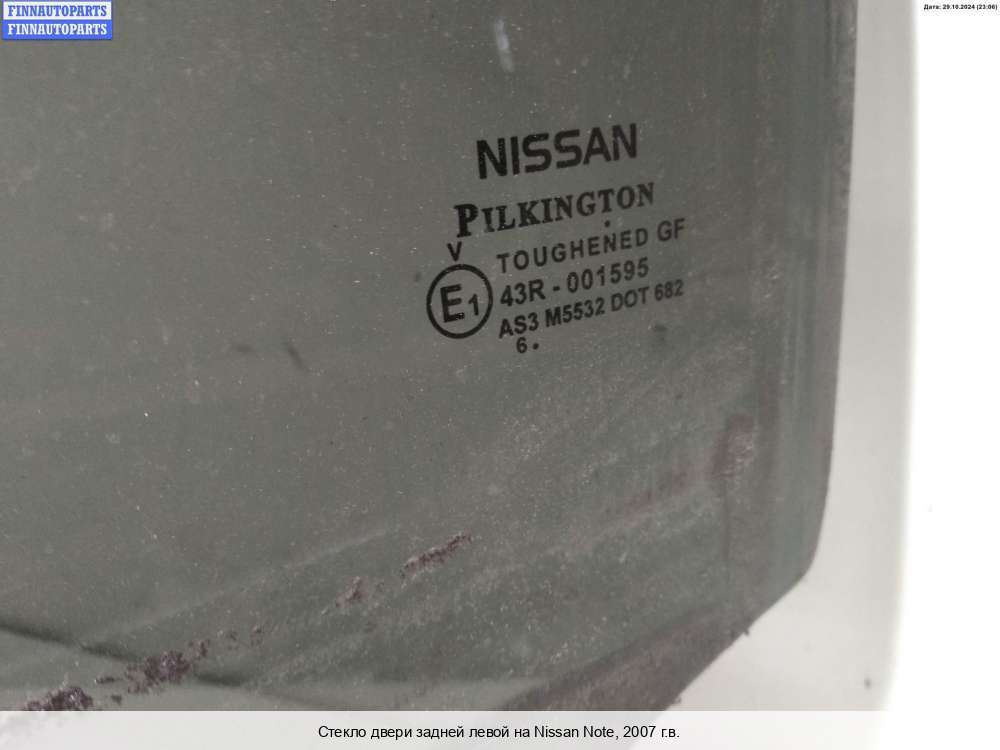 FINNAUTOPARTS
FINNAUTOPARTS
Дата: 29.10.2024 (23:06)
NISSAN
PILKINGTON
V
TOUGHENED GF
E1
43R - 001595
AS3 M5532 DOT 682
6 •
Стекло двери задней левой на Nissan Note, 2007 г.в.